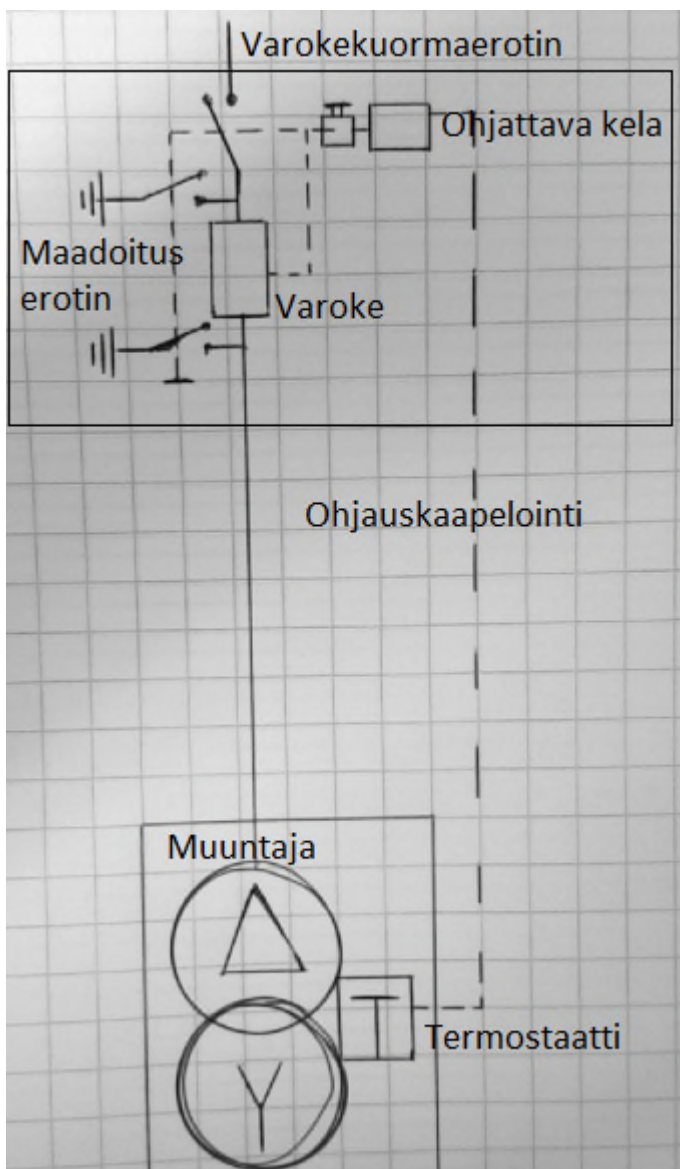 Varokekuormaerotin
Ohjattava kela
Maadoitus
erotin
Varoke
Ohjauskaapelointi
Muuntaja
Termostaatti